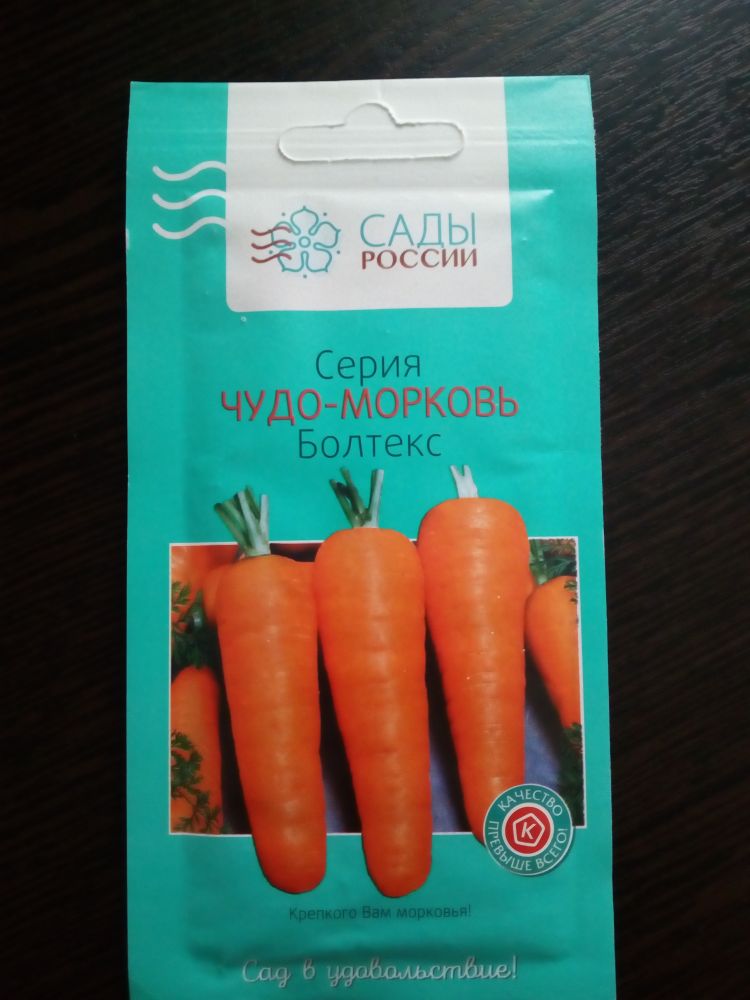 САДЫ
РОССИИ
Серия
ЧУДО-МОРКОВЬ
Болтекс
КАЧЕСТВО
ПРЕВЫШЕ ВСЕГО!
К
Крепкого Вам морковья!
Сад в удовольствие!